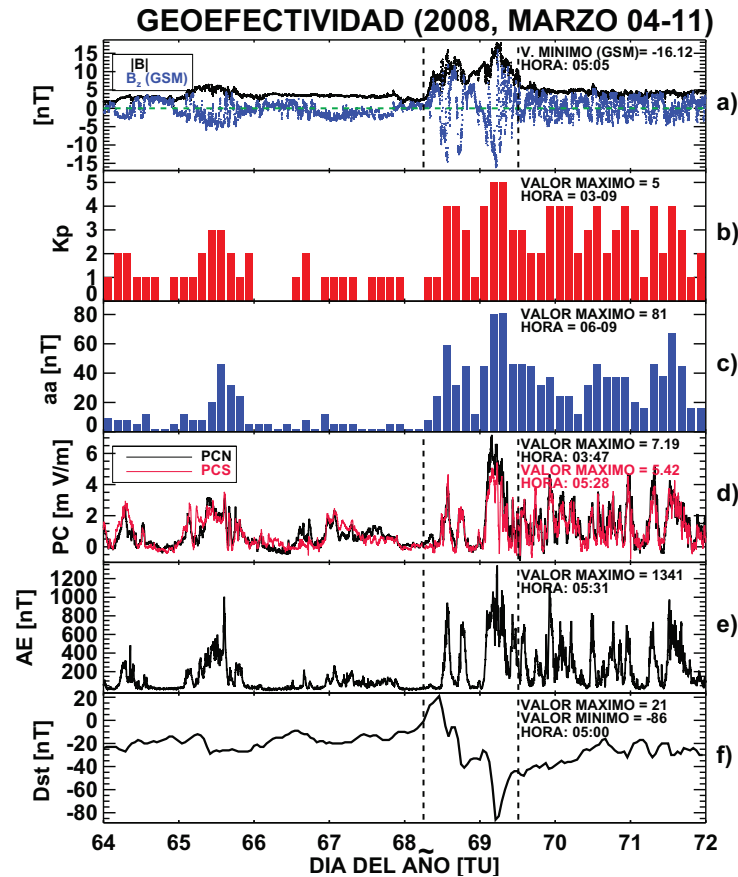 GEOEFECTIVIDAD (2008, MARZO 04-11)
|B|
B_z (GSM)
V. MINIMO (GSM)= -16.12
HORA: 05:05
[nT]
15
10
5
0
-5
-10
-15
a)
VALOR MAXIMO = 5
HORA = 03-09
Kp
5
4
3
2
1
0
b)
VALOR MAXIMO = 81
HORA = 06-09
aa [nT]
80
60
40
20
0
c)
PCN
PCS
VALOR MAXIMO = 7.19
HORA: 03:47
VALOR MAXIMO = 5.42
HORA: 05:28
PC [m V/m]
6
4
2
0
d)
VALOR MAXIMO = 1341
HORA: 05:31
AE [nT]
1200
1000
800
600
400
200
e)
VALOR MAXIMO = 21
VALOR MINIMO = -86
HORA: 05:00
Dst [nT]
20
0
-20
-40
-60
-80
f)
64 65 66 67 68 69 70 71 72
DIA DEL AÑO [TU]